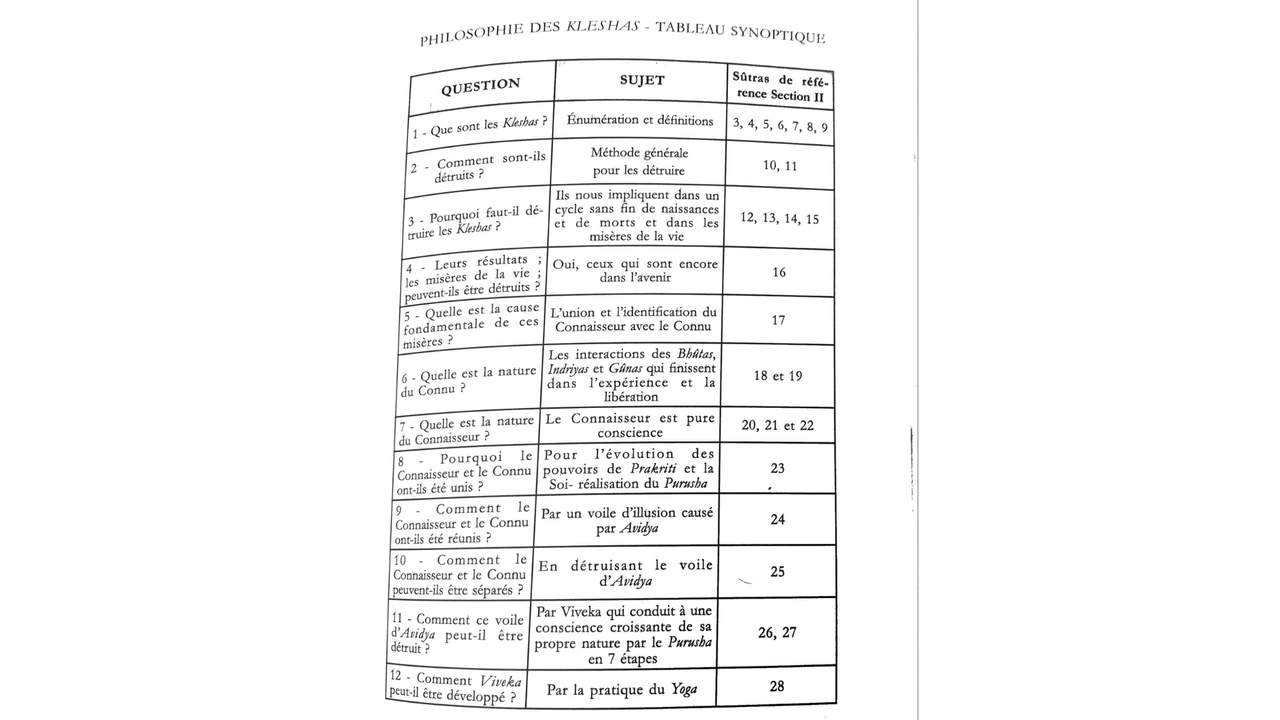 PHILOSOPHIE DES KLESHAS - TABLEAU SYNOPTIQUE
QUESTION
SUJET
Sûtras de réfé-
rence Section II
1 - Que sont les Kleshas ?
Énumération et définitions
3, 4, 5, 6, 7, 8, 9
2 - Comment sont-ils
détruits ?
Méthode générale
pour les détruire
10, 11
3 - Pourquoi faut-il dé-
truire les Kleshas ?
Ils nous impliquent dans un
cycle sans fin de naissances
et de morts et dans les
misères de la vie
12, 13, 14, 15
4 - Leurs résultats ;
les misères de la vie ;
peuvent-ils être détruits ?
Oui, ceux qui sont encore
dans l'avenir
16
5 - Quelle est la cause
fondamentale de ces
misères ?
L'union et l'identification du
Connaisseur avec le Connu
17
6 - Quelle est la nature
du Connu ?
Les interactions des Bhûtas,
Indriyas et Gûnas qui finissent
dans l'expérience et la
libération
18 et 19
7 - Quelle est la nature
du Connaisseur ?
Le Connaisseur est pure
conscience
20, 21 et 22
8 - Pourquoi le
Connaisseur et le Connu
ont-ils été unis ?
Pour l'évolution des
pouvoirs de Prakriti et la
Soi- réalisation du Purusha
23
9 - Comment le
Connaisseur et le Connu
ont-ils été réunis ?
Par un voile d'illusion causé
par Avidya
24
10 - Comment le
Connaisseur et le Connu
peuvent-ils être séparés ?
En détruisant le voile
d'Avidya
25
11 - Comment ce voile
d'Avidya peut-il être
détruit ?
Par Viveka qui conduit à une
conscience croissante de sa
propre nature par le Purusha
en 7 étapes
26, 27
12 - Comment Viveka
peut-il être développé ?
Par la pratique du Yoga
28